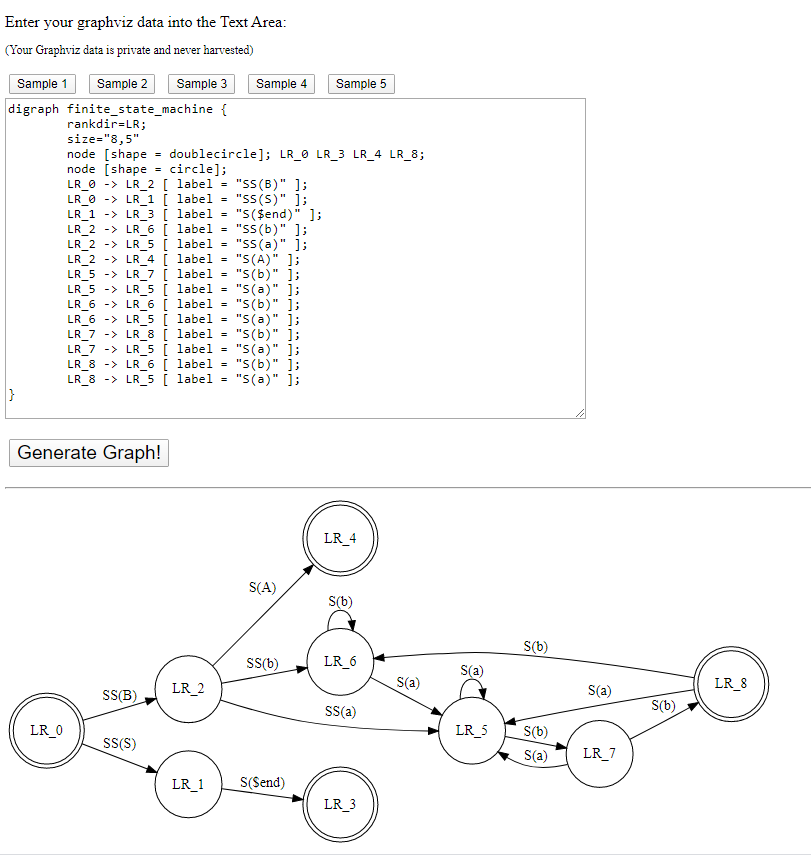 Enter your graphviz data into the Text Area:
(Your Graphviz data is private and never harvested)
Sample 1 Sample 2 Sample 3 Sample 4 Sample 5
digraph finite_state_machine {
rankdir=LR;
size="8,5"
node [shape = doublecircle]; LR_0 LR_3 LR_4 LR_8;
node [shape = circle];
LR_0 -> LR_2 [ label = "SS(B)" ];
LR_0 -> LR_1 [ label = "SS(S)" ];
LR_1 -> LR_3 [ label = "S($end)" ];
LR_2 -> LR_6 [ label = "SS(b)" ];
LR_2 -> LR_5 [ label = "SS(a)" ];
LR_2 -> LR_4 [ label = "S(A)" ];
LR_5 -> LR_7 [ label = "S(b)" ];
LR_5 -> LR_5 [ label = "S(a)" ];
LR_6 -> LR_6 [ label = "S(b)" ];
LR_6 -> LR_5 [ label = "S(a)" ];
LR_7 -> LR_8 [ label = "S(b)" ];
LR_7 -> LR_5 [ label = "S(a)" ];
LR_8 -> LR_6 [ label = "S(b)" ];
LR_8 -> LR_5 [ label = "S(a)" ];
}
Generate Graph!
LR_4
S(A)
S(b)
S(b)
SS(b)
LR_6
S(a)
S(a)
LR_8
SS(B)
LR_2
S(a)
S(b)
SS(a)
LR_0
LR_5
S(b)
SS(S)
S(a)
LR_7
LR_1
S($end)
LR_3